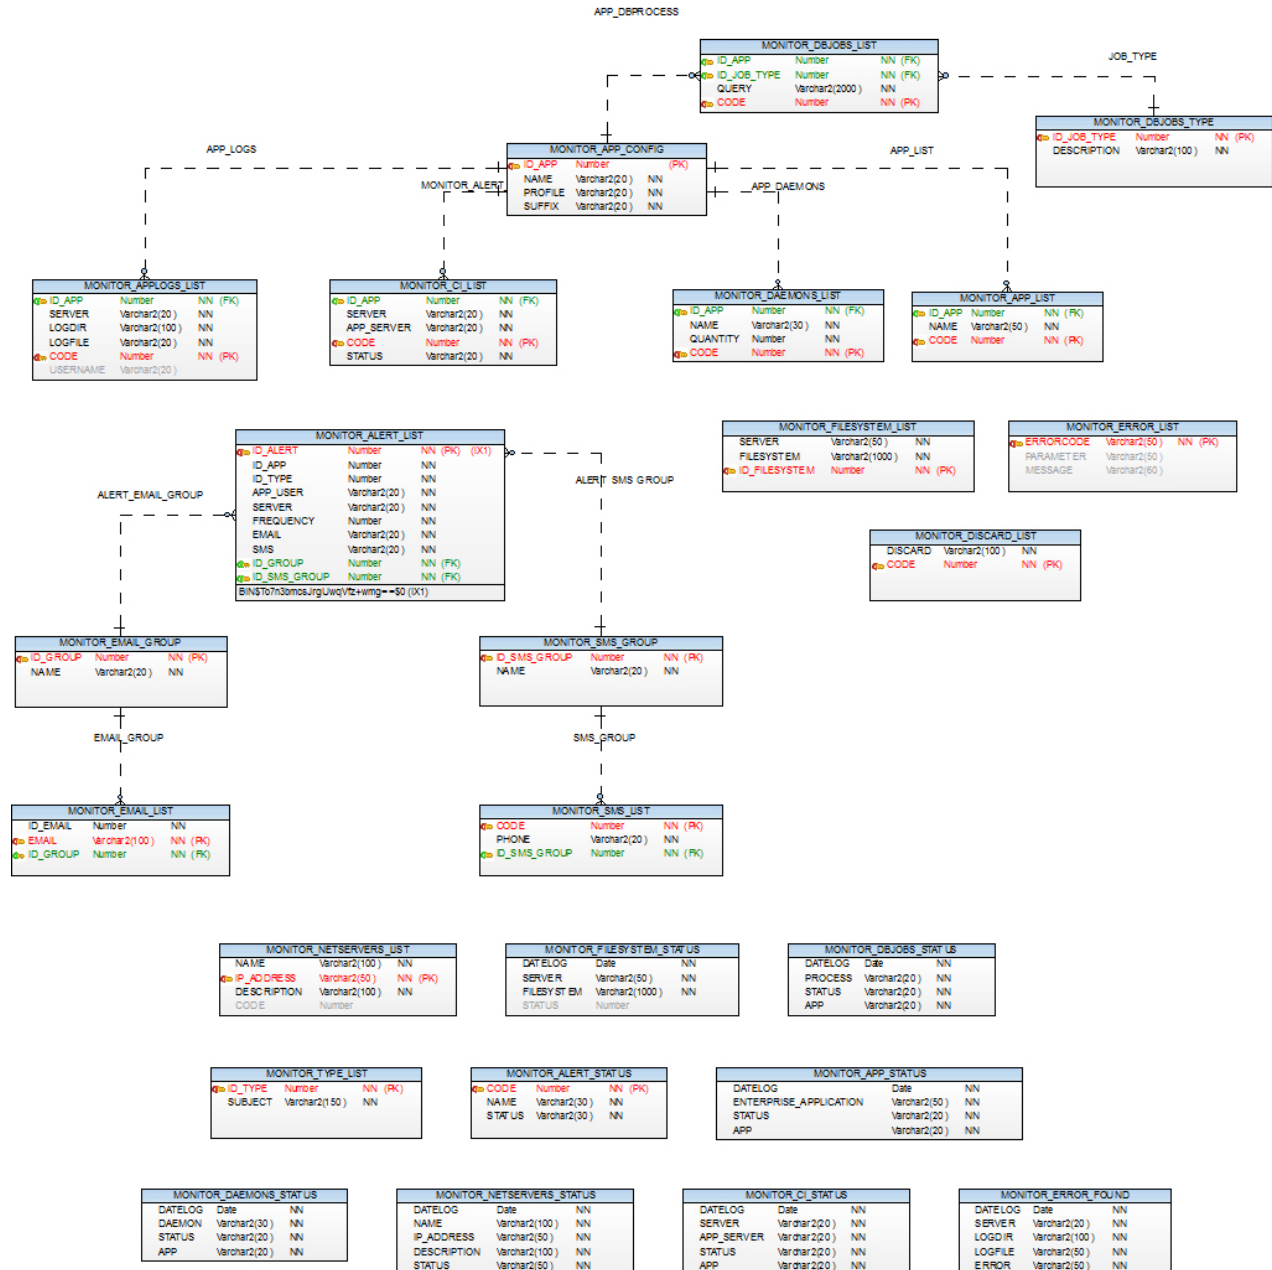 APP_DBPROCESS
MONITOR_DBJOBS_LIST
ID_APP Number NN (FK)
ID_JOB_TYPE Number NN (FK)
QUERY Varchar2(2000) NN
CODE Number NN (PK)
JOB_TYPE
MONITOR_DBJOBS_TYPE
ID_JOB_TYPE Number NN (PK)
DESCRIPTION Varchar2(100) NN
APP_LOGS
MONITOR_APP_CONFIG
ID_APP Number (PK)
NAME Varchar2(20) NN
PROFILE Varchar2(20) NN
SUFFIX Varchar2(20) NN
APP_LIST
MONITOR_ALERT
APP_DAEMONS
MONITOR_APPLOGS_LIST
ID_APP Number NN (FK)
SERVER Varchar2(20) NN
LOGDIR Varchar2(100) NN
LOGFILE Varchar2(20) NN
CODE Number NN (PK)
USERNAME Varchar2(20)
MONITOR_CI_LIST
ID_APP Number NN (FK)
SERVER Varchar2(20) NN
APP_SERVER Varchar2(20) NN
CODE Number NN (PK)
STATUS Varchar2(20) NN
MONITOR_DAEMONS_LIST
ID_APP Number NN (FK)
NAME Varchar2(30) NN
QUANTITY Number NN
CODE Number NN (PK)
MONITOR_APP_LIST
ID_APP Number NN (FK)
NAME Varchar2(50) NN
CODE Number NN (PK)
MONITOR_ALERT_LIST
ID_ALERT Number NN (PK) (IX1)
ID_APP Number NN
ID_TYPE Number NN
APP_USER Varchar2(20) NN
SERVER Varchar2(20) NN
FREQUENCY Number NN
EMAIL Varchar2(20) NN
SMS Varchar2(20) NN
ID_GROUP Number NN (FK)
ID_SMS_GROUP Number NN (FK)
MONITOR_FILESYSTEM_LIST
SERVER Varchar2(50) NN
FILESYSTEM Varchar2(1000) NN
ID_FILESYSTEM Number NN (PK)
MONITOR_ERROR_LIST
ERRORCODE Varchar2(50) NN (PK)
PARAMETER Varchar2(50)
MESSAGE Varchar2(60)
ALERT_EMAIL_GROUP
ALERT SMS GROUP
MONITOR_DISCARD_LIST
DISCARD Varchar2(100) NN
CODE Number NN (PK)
MONITOR_EMAIL_GROUP
ID_GROUP Number NN (PK)
NAME Varchar2(20) NN
MONITOR_SMS_GROUP
ID_SMS_GROUP Number NN (PK)
NAME Varchar2(20) NN
EMAIL_GROUP
SMS_GROUP
MONITOR_EMAIL_LIST
ID_EMAIL Number NN
EMAIL Varchar2(100) NN (PK)
ID_GROUP Number NN (FK)
MONITOR_SMS_LIST
CODE Number NN (PK)
PHONE Varchar2(20) NN
ID_SMS_GROUP Number NN (FK)
MONITOR_NETSERVERS_LIST
NAME Varchar2(100) NN
IP_ADDRESS Varchar2(50) NN (PK)
DESCRIPTION Varchar2(100) NN
CODE Number
MONITOR_FILESYSTEM_STATUS
DATELOG Date NN
SERVER Varchar2(50) NN
FILESYSTEM Varchar2(1000) NN
STATUS Number
MONITOR_DBJOBS_STATUS
DATELOG Date NN
PROCESS Varchar2(20) NN
STATUS Varchar2(20) NN
APP Varchar2(20) NN
MONITOR_TYPE_LIST
ID_TYPE Number NN (PK)
SUBJECT Varchar2(150) NN
MONITOR_ALERT_STATUS
CODE Number NN (PK)
NAME Varchar2(30) NN
STATUS Varchar2(30) NN
MONITOR_APP_STATUS
DATELOG Date NN
ENTERPRISE_APPLICATION Varchar2(50) NN
STATUS Varchar2(20) NN
APP Varchar2(20) NN
MONITOR_DAEMONS_STATUS
DATELOG Date NN
DAEMON Varchar2(30) NN
STATUS Varchar2(20) NN
APP Varchar2(20) NN
MONITOR_NETSERVERS_STATUS
DATELOG Date NN
NAME Varchar2(100) NN
IP_ADDRESS Varchar2(50) NN
DESCRIPTION Varchar2(100) NN
STATUS Varchar2(50) NN
MONITOR_CI_STATUS
DATELOG Date NN
SERVER Varchar2(20) NN
APP_SERVER Varchar2(20) NN
STATUS Varchar2(20) NN
APP Varchar2(20) NN
MONITOR_ERROR_FOUND
DATELOG Date NN
SERVER Varchar2(20) NN
LOGDIR Varchar2(100) NN
LOGFILE Varchar2(50) NN
ERROR Varchar2(50) NN